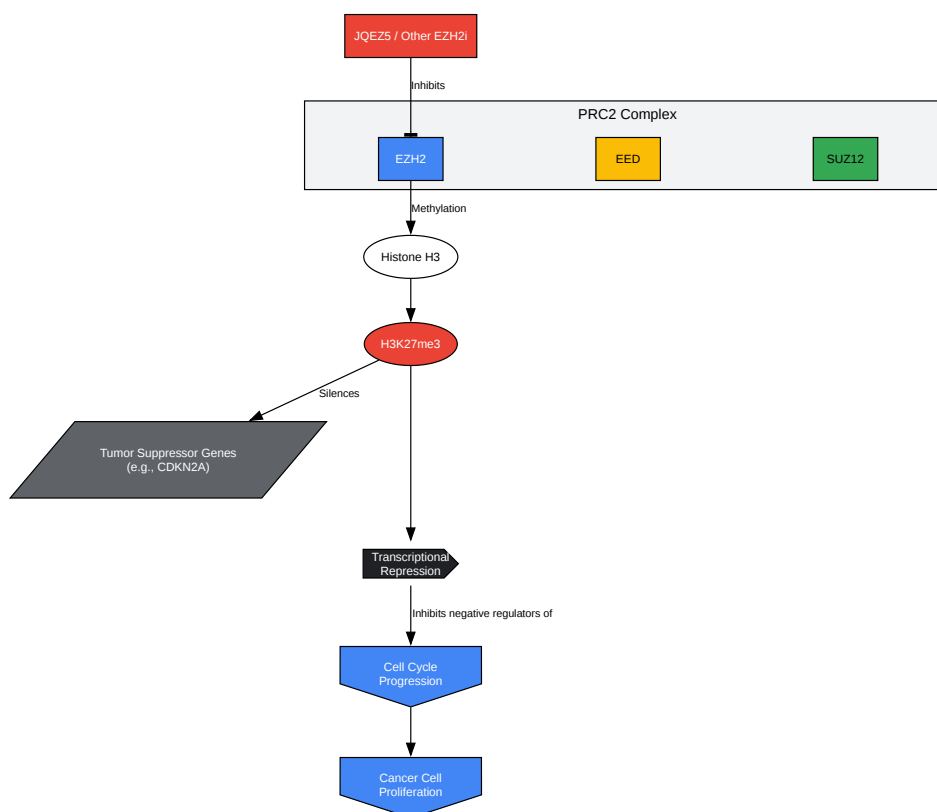 JQEZ5 / Other EZH2i
Inhibits
PRC2 Complex
EZH2
EED
SUZ12
Methylation
Histone H3
H3K27me3
Silences
Tumor Suppressor Genes
(e.g., CDKN2A)
Transcriptional
Repression
Inhibits negative regulators of
Cell Cycle
Progression
Cancer Cell
Proliferation